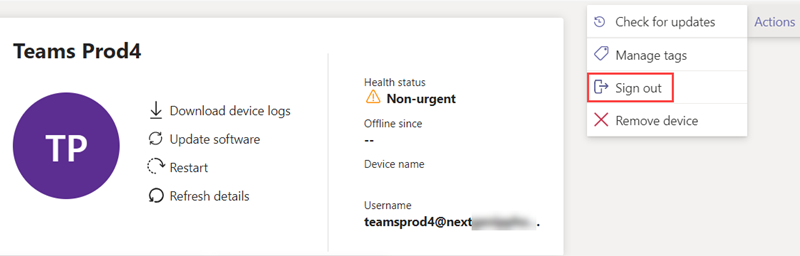 Teams Prod4
TP
Download device logs
Update software
Restart
Refresh details
Health status
Non-urgent
Offline since
--
Device name
Username
teamsprod4@next
Check for updates
Manage tags
Sign out
Remove device
Actions